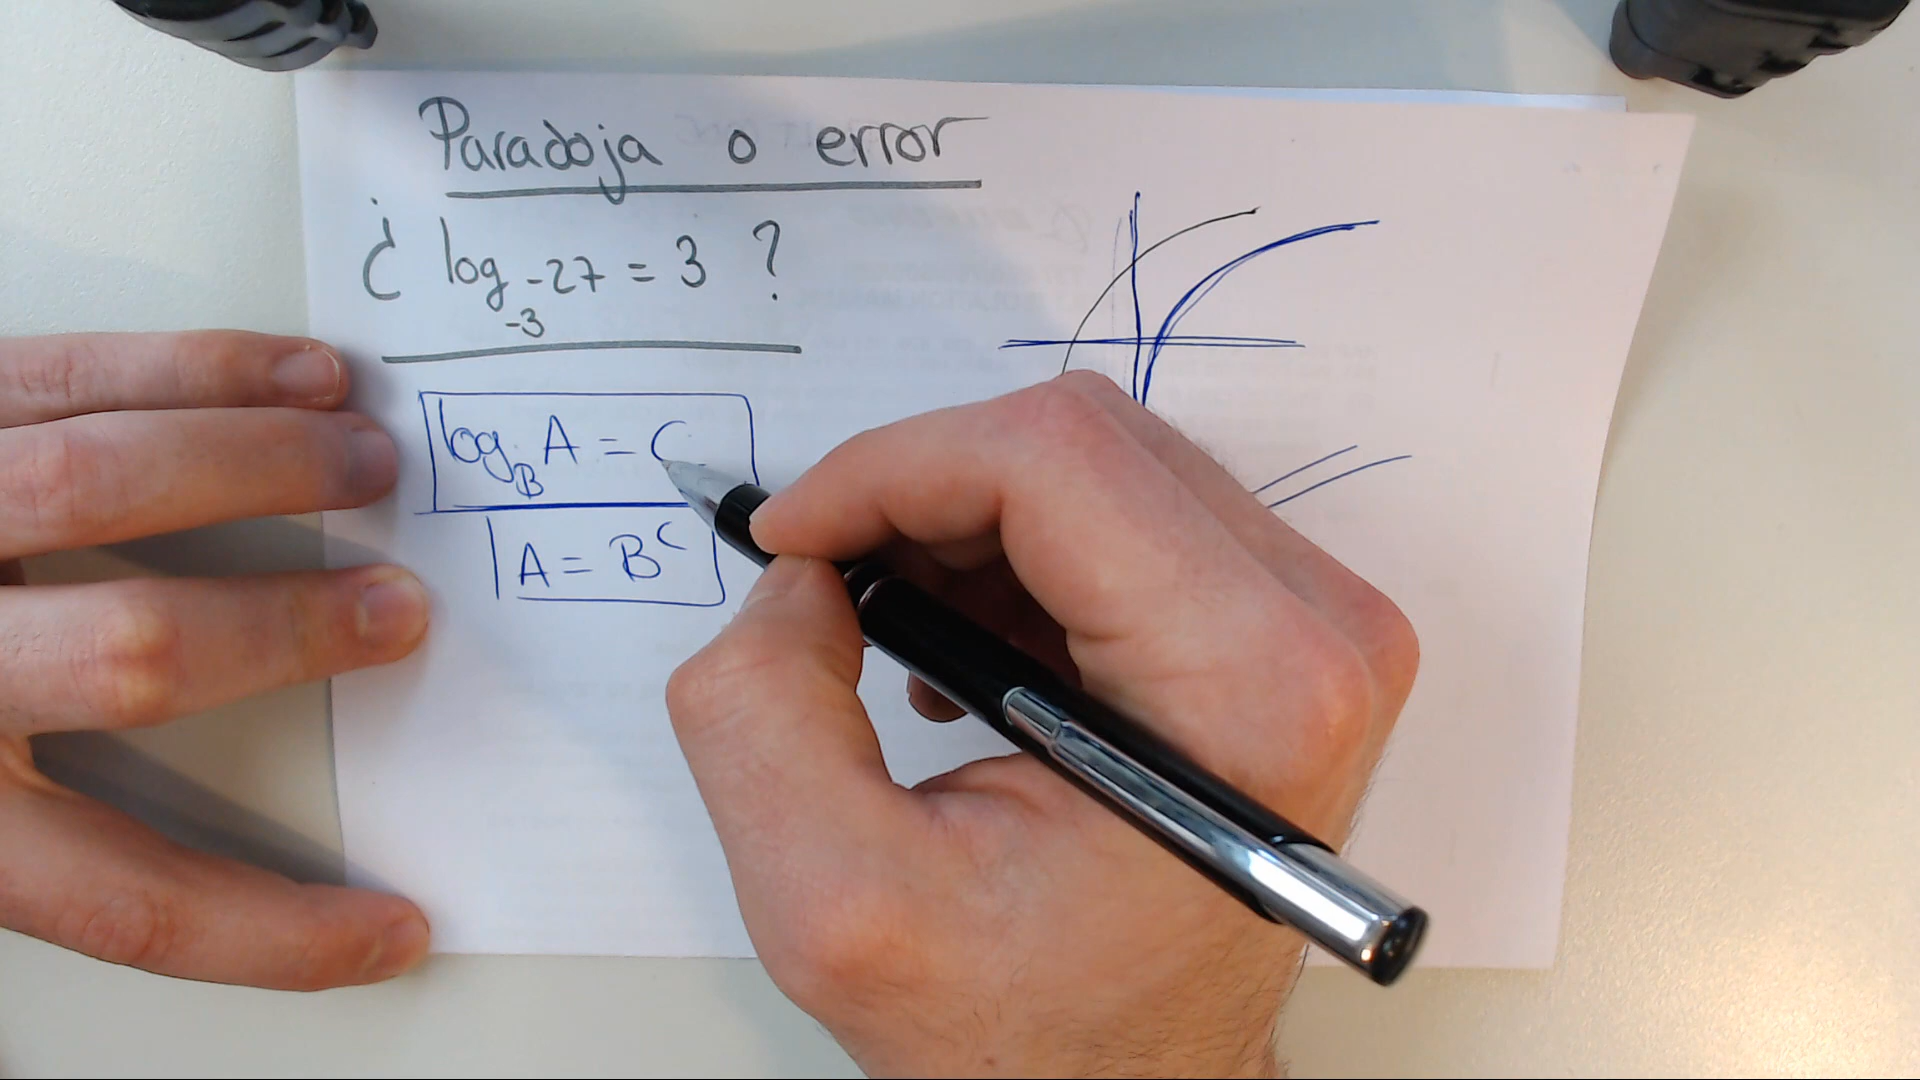 Paradoja o error
¿ log₋₃ -27 = 3 ?
log_B A = C
A = B^C